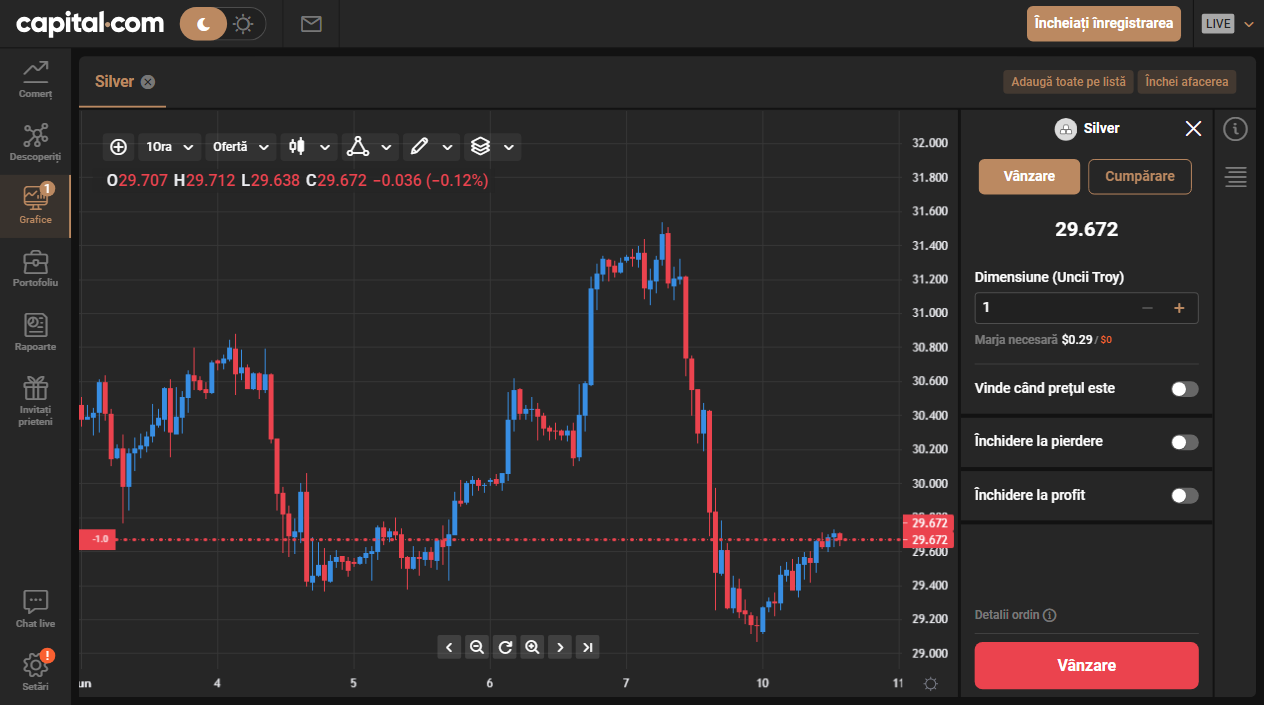 capital.com
Încheiați înregistrarea
LIVE
Comerț
Descoperiți
1
Grafice
Portofoliu
Rapoarte
Invitați
prieteni
Chat live
!
Setări
Silver
Adaugă toate pe listă
Închei afacerea
1Ora
Ofertă
O29.707 H29.712 L29.638 C29.672 −0.036 (−0.12%)
32.000
31.800
31.600
31.400
31.200
31.000
30.800
30.600
30.400
30.200
30.000
29.672
-1.0
29.672
29.600
29.400
29.200
29.000
un
4
5
6
7
10
11
Silver
Vânzare
Cumpărare
29.672
Dimensiune (Uncii Troy)
1
Marja necesară $0.29 / $0
Vinde când prețul este
Închidere la pierdere
Închidere la profit
Detalii ordin
Vânzare